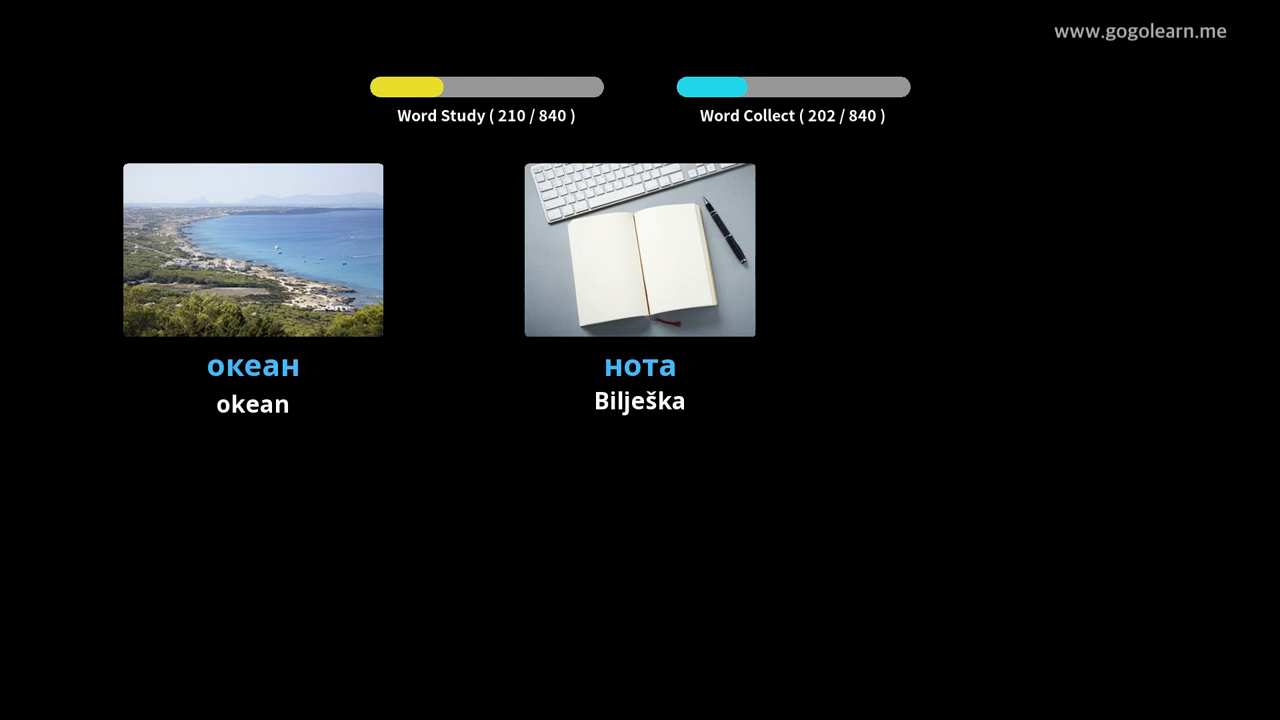 www.gogolearn.me
Word Study ( 210 / 840 )
Word Collect ( 202 / 840 )
океан
okean
нота
Bilješka